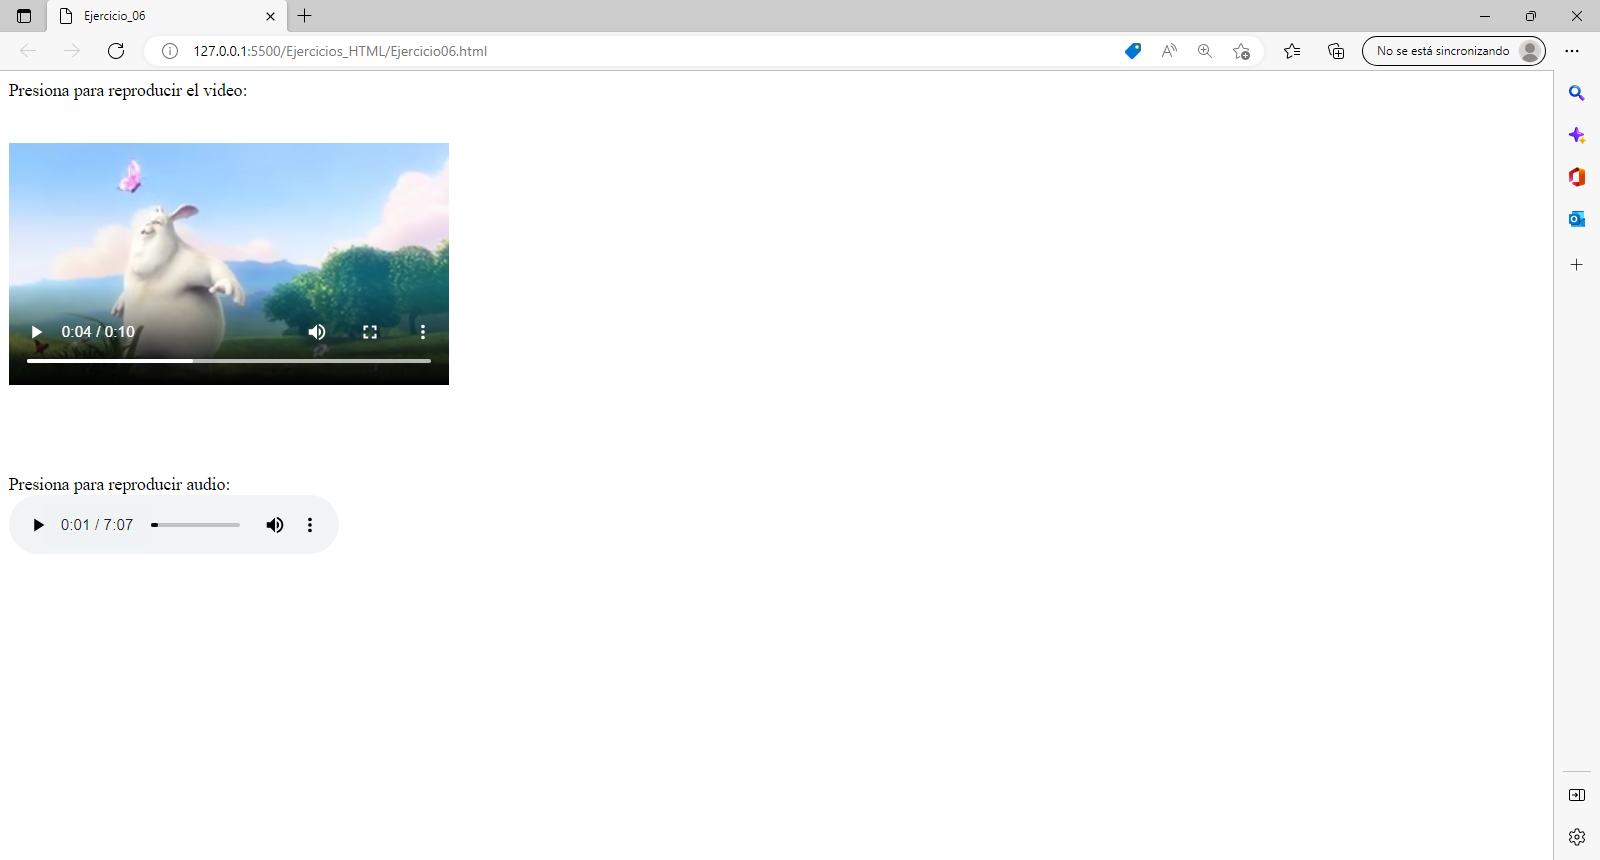 Ejercicio_06
127.0.0.1:5500/Ejercicios_HTML/Ejercicio06.html
No se está sincronizando
Presiona para reproducir el video:
0:04 / 0:10
Presiona para reproducir audio:
0:01 / 7:07